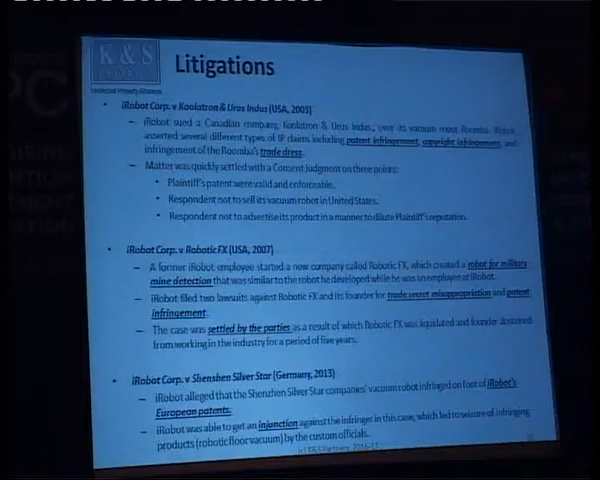 K & S
Intellectual Property Attorneys
Litigations
• iRobot Corp. v Koolatron & Urus Indus (USA, 2003)
– iRobot sued a Canadian company, Koolatron & Urus Indus., over its vacuum robot Roomba. iRobot
asserted several different types of IP claims including patent infringement, copyright infringement, and
infringement of the Roomba's trade dress.
– Matter was quickly settled with a Consent Judgment on three points:
• Plaintiff's patent were valid and enforceable.
• Respondent not to sell its vacuum robot in United States.
• Respondent not to advertise its product in a manner to dilute Plaintiff's reputation.
• iRobot Corp. v Robotic FX (USA, 2007)
– A former iRobot employee started a new company called Robotic FX, which created a robot for military
mine detection that was similar to the robot he developed while he was an employee at iRobot.
– iRobot filed two lawsuits against Robotic FX and its founder for trade secret misappropriation and patent
infringement.
– The case was settled by the parties as a result of which Robotic FX was liquidated and founder
from working in the industry for a period of five years.
• iRobot Corp. v Shenshen Silver Star (Germany, 2013)
– iRobot alleged that the Shenzhen Silver Star companies' vacuum robot infringed on four of iRobot's
European patents.
– iRobot was able to get an injunction against the infringer in this case, which led to seizure of infringing
products (robotic floor vacuum) by the custom officials.
(c) K&S Partners, 2016-17